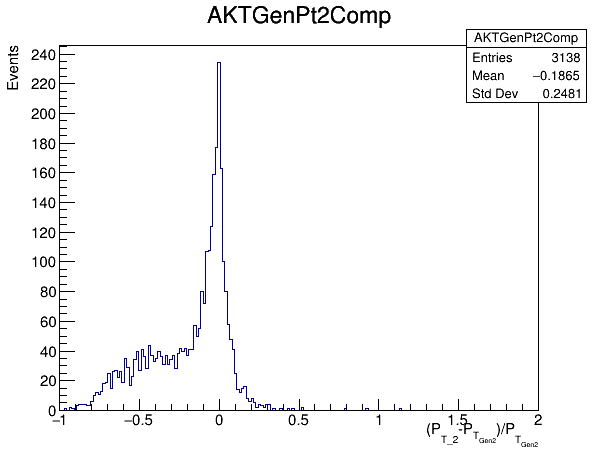 AKTGenPt2Comp
AKTGenPt2Comp
Entries 3138
Mean −0.1865
Std Dev 0.2481
Events
240
220
200
180
160
140
120
100
80
60
40
20
0
−1 −0.5 0 0.5 1 1.5 2
(P_T_2-P_T_Gen2)/P_T_Gen2